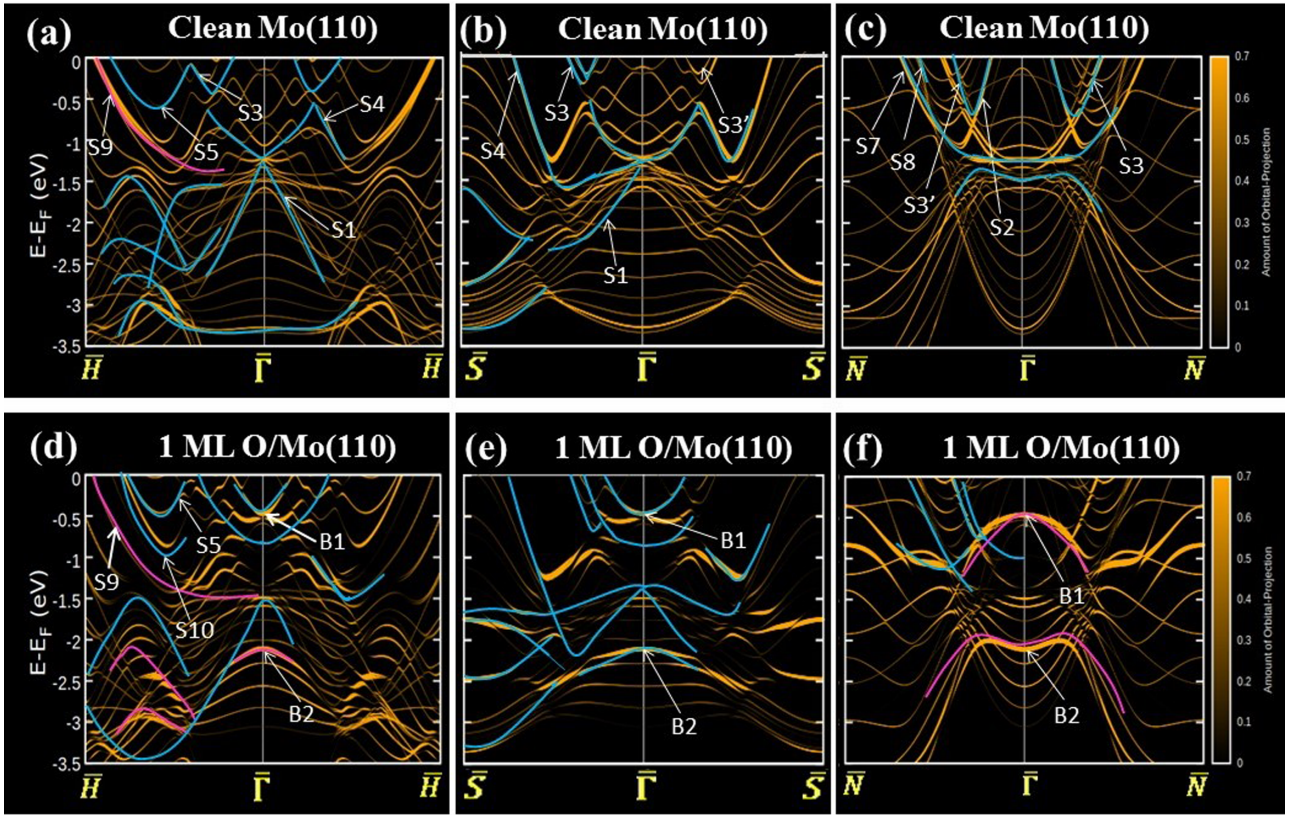 (a) Clean Mo(110)
0
-0.5
-1
-1.5
-2
-2.5
-3
-3.5
E-E_F (eV)
S9
S5
S3
S4
S1
H̅ Γ̅ H̅
(b) Clean Mo(110)
S4
S3
S3’
S1
S̅ Γ̅ S̅
(c) Clean Mo(110)
S7
S8
S3’
S2
S3
N̅ Γ̅ N̅
0.7
0.6
0.5
0.4
0.3
0.2
0.1
0
Amount of Orbital-Projection
(d) 1 ML O/Mo(110)
0
-0.5
-1
-1.5
-2
-2.5
-3
-3.5
E-E_F (eV)
S9
S10
S5
B1
B2
H̅ Γ̅ H̅
(e) 1 ML O/Mo(110)
B1
B2
S̅ Γ̅ S̅
(f) 1 ML O/Mo(110)
B1
B2
N̅ Γ̅ N̅
0.7
0.6
0.5
0.4
0.3
0.2
0.1
0
Amount of Orbital-Projection